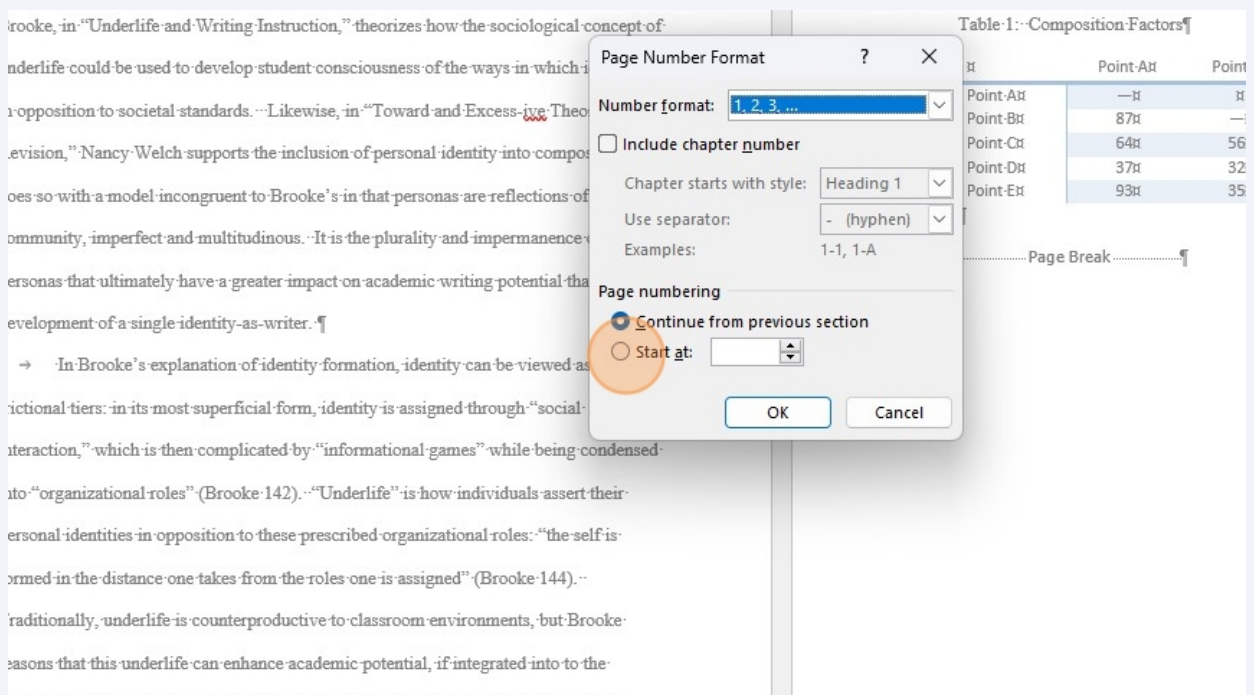 rooke, in “Underlife and Writing Instruction,” theorizes how the sociological concept of
nderlife could be used to develop student consciousness of the ways in which i
n opposition to societal standards. Likewise, in “Toward and Excess-ive Theo
evision,” Nancy Welch supports the inclusion of personal identity into compos
oes so with a model incongruent to Brooke’s in that personas are reflections of
ommunity, imperfect and multitudinous. It is the plurality and impermanence
ersonas that ultimately have a greater impact on academic writing potential tha
evelopment of a single identity-as-writer. ¶
→ In Brooke’s explanation of identity formation, identity can be viewed as
ictional tiers: in its most superficial form, identity is assigned through “social
nteraction,” which is then complicated by “informational games” while being condensed
nto “organizational roles” (Brooke 142). “Underlife” is how individuals assert their
ersonal identities in opposition to these prescribed organizational roles: “the self is
ormed in the distance one takes from the roles one is assigned” (Brooke 144).
raditionally, underlife is counterproductive to classroom environments, but Brooke
easons that this underlife can enhance academic potential, if integrated into to the
Page Number Format ?
Number format: 1, 2, 3, ...
Include chapter number
Chapter starts with style: Heading 1
Use separator: - (hyphen)
Examples: 1-1, 1-A
Page numbering
Continue from previous section
Start at:
OK Cancel
Table 1: Composition Factors¶
¤ Point A¤ Point
Point A¤ —¤ ¤
Point B¤ 87¤ —
Point C¤ 64¤ 56
Point D¤ 37¤ 32
Point E¤ 93¤ 35
Page Break ¶